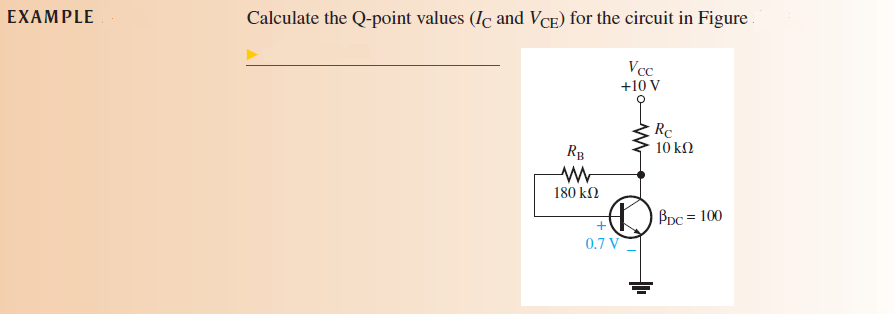 EXAMPLE
Calculate the Q-point values (IC and VCE) for the circuit in Figure
VCC
+10 V
RC
10 kΩ
RB
180 kΩ
βDC = 100
+
0.7 V −